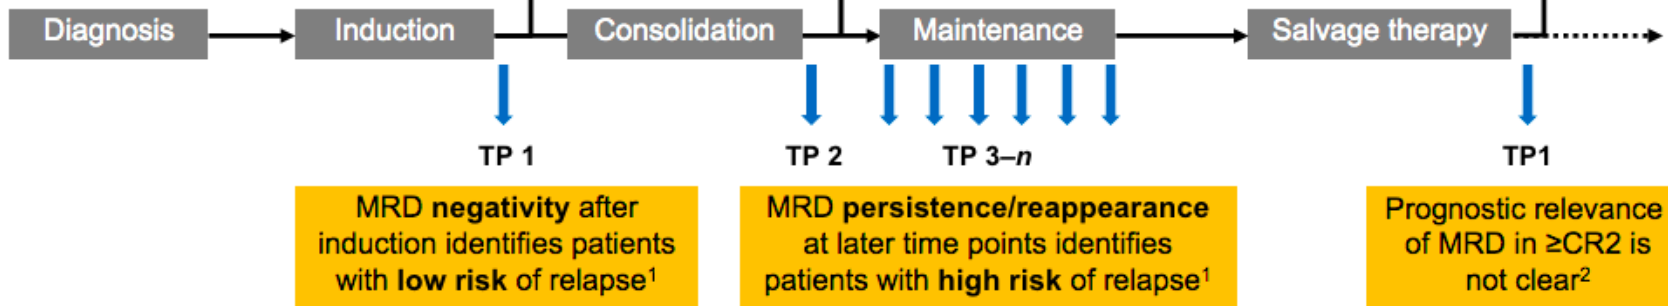 Diagnosis
Induction
Consolidation
Maintenance
Salvage therapy
TP 1
TP 2
TP 3–n
TP1
MRD negativity after
induction identifies patients
with low risk of relapse¹
MRD persistence/reappearance
at later time points identifies
patients with high risk of relapse¹
Prognostic relevance
of MRD in ≥CR2 is
not clear²